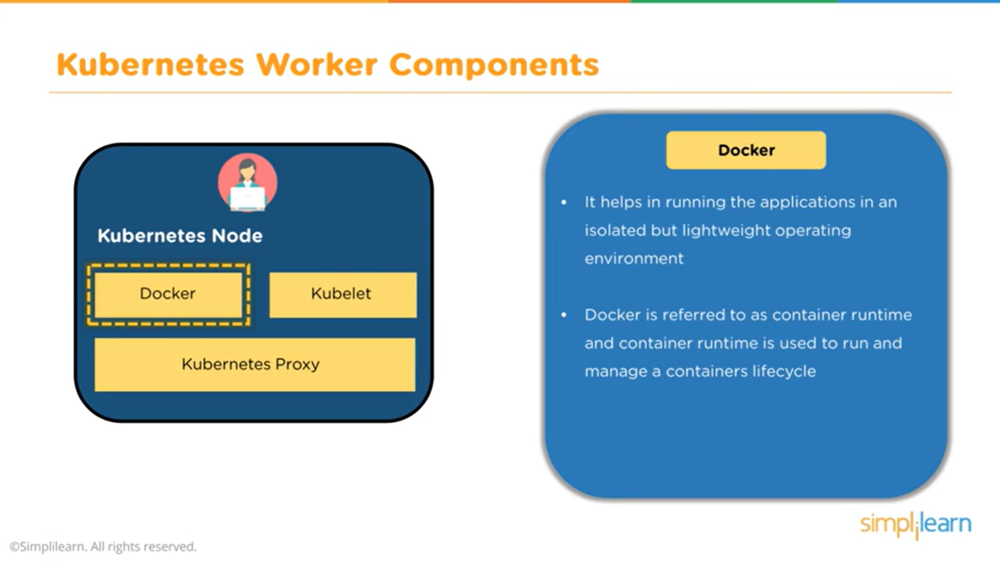 Kubernetes Worker Components
Kubernetes Node
Docker
Kubelet
Kubernetes Proxy
Docker
• It helps in running the applications in an
isolated but lightweight operating
environment
• Docker is referred to as container runtime
and container runtime is used to run and
manage a containers lifecycle
simplilearn
©Simplilearn. All rights reserved.